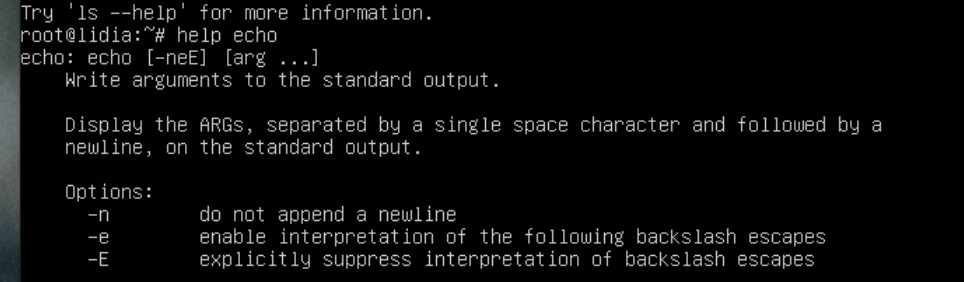 Try 'ls --help' for more information.
root@lidia:~# help echo
echo: echo [-neE] [arg ...]
    Write arguments to the standard output.

    Display the ARGs, separated by a single space character and followed by a
    newline, on the standard output.

    Options:
      -n        do not append a newline
      -e        enable interpretation of the following backslash escapes
      -E        explicitly suppress interpretation of backslash escapes